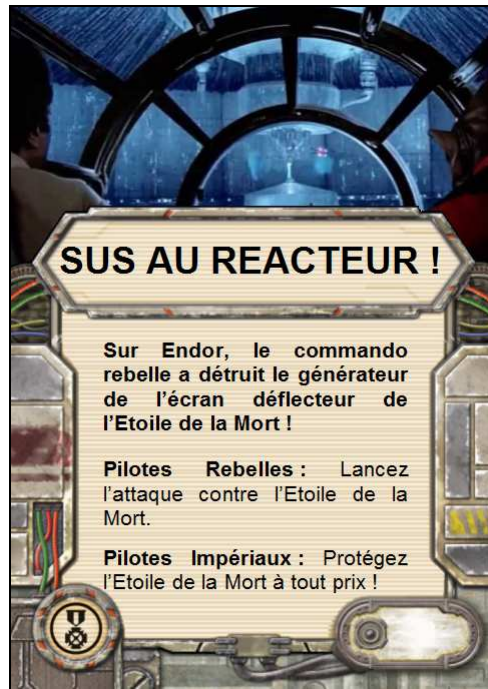 SUS AU REACTEUR !
Sur Endor, le commando
rebelle a détruit le générateur
de l'écran déflecteur de
l'Etoile de la Mort !
Pilotes Rebelles : Lancez
l'attaque contre l'Etoile de la
Mort.
Pilotes Impériaux : Protégez
l'Etoile de la Mort à tout prix !